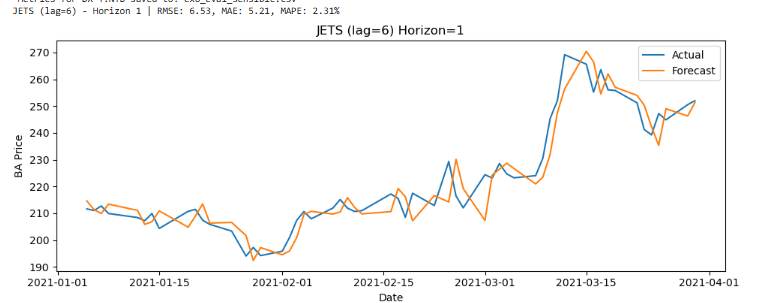 JETS (lag=6) - Horizon 1 | RMSE: 6.53, MAE: 5.21, MAPE: 2.31%
JETS (lag=6) Horizon=1
Actual
Forecast
270
260
250
240
230
220
210
200
190
BA Price
2021-01-01
2021-01-15
2021-02-01
2021-02-15
2021-03-01
2021-03-15
2021-04-01
Date